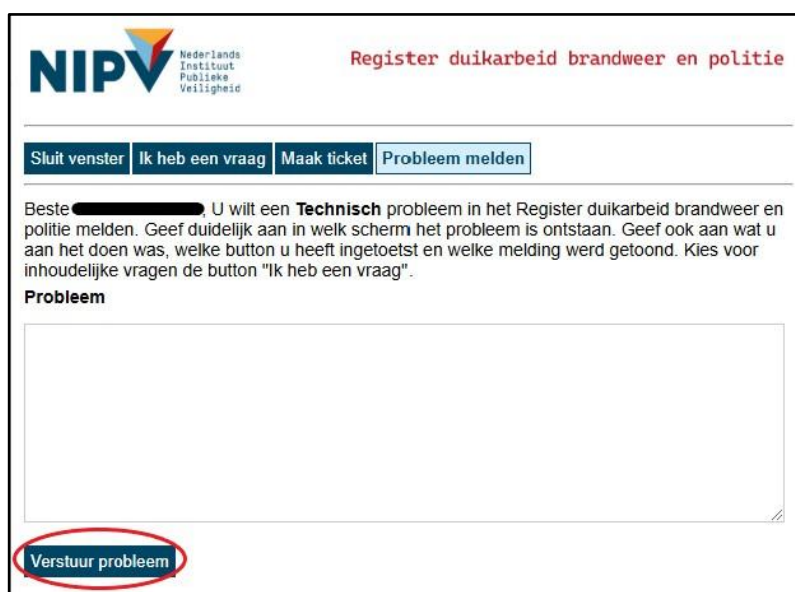 NIPV
Nederlands
Instituut
Publieke
Veiligheid
Register duikarbeid brandweer en politie
Sluit venster Ik heb een vraag Maak ticket Probleem melden
Beste , U wilt een Technisch probleem in het Register duikarbeid brandweer en
politie melden. Geef duidelijk aan in welk scherm het probleem is ontstaan. Geef ook aan wat u
aan het doen was, welke button u heeft ingetoetst en welke melding werd getoond. Kies voor
inhoudelijke vragen de button "Ik heb een vraag".
Probleem
Verstuur probleem